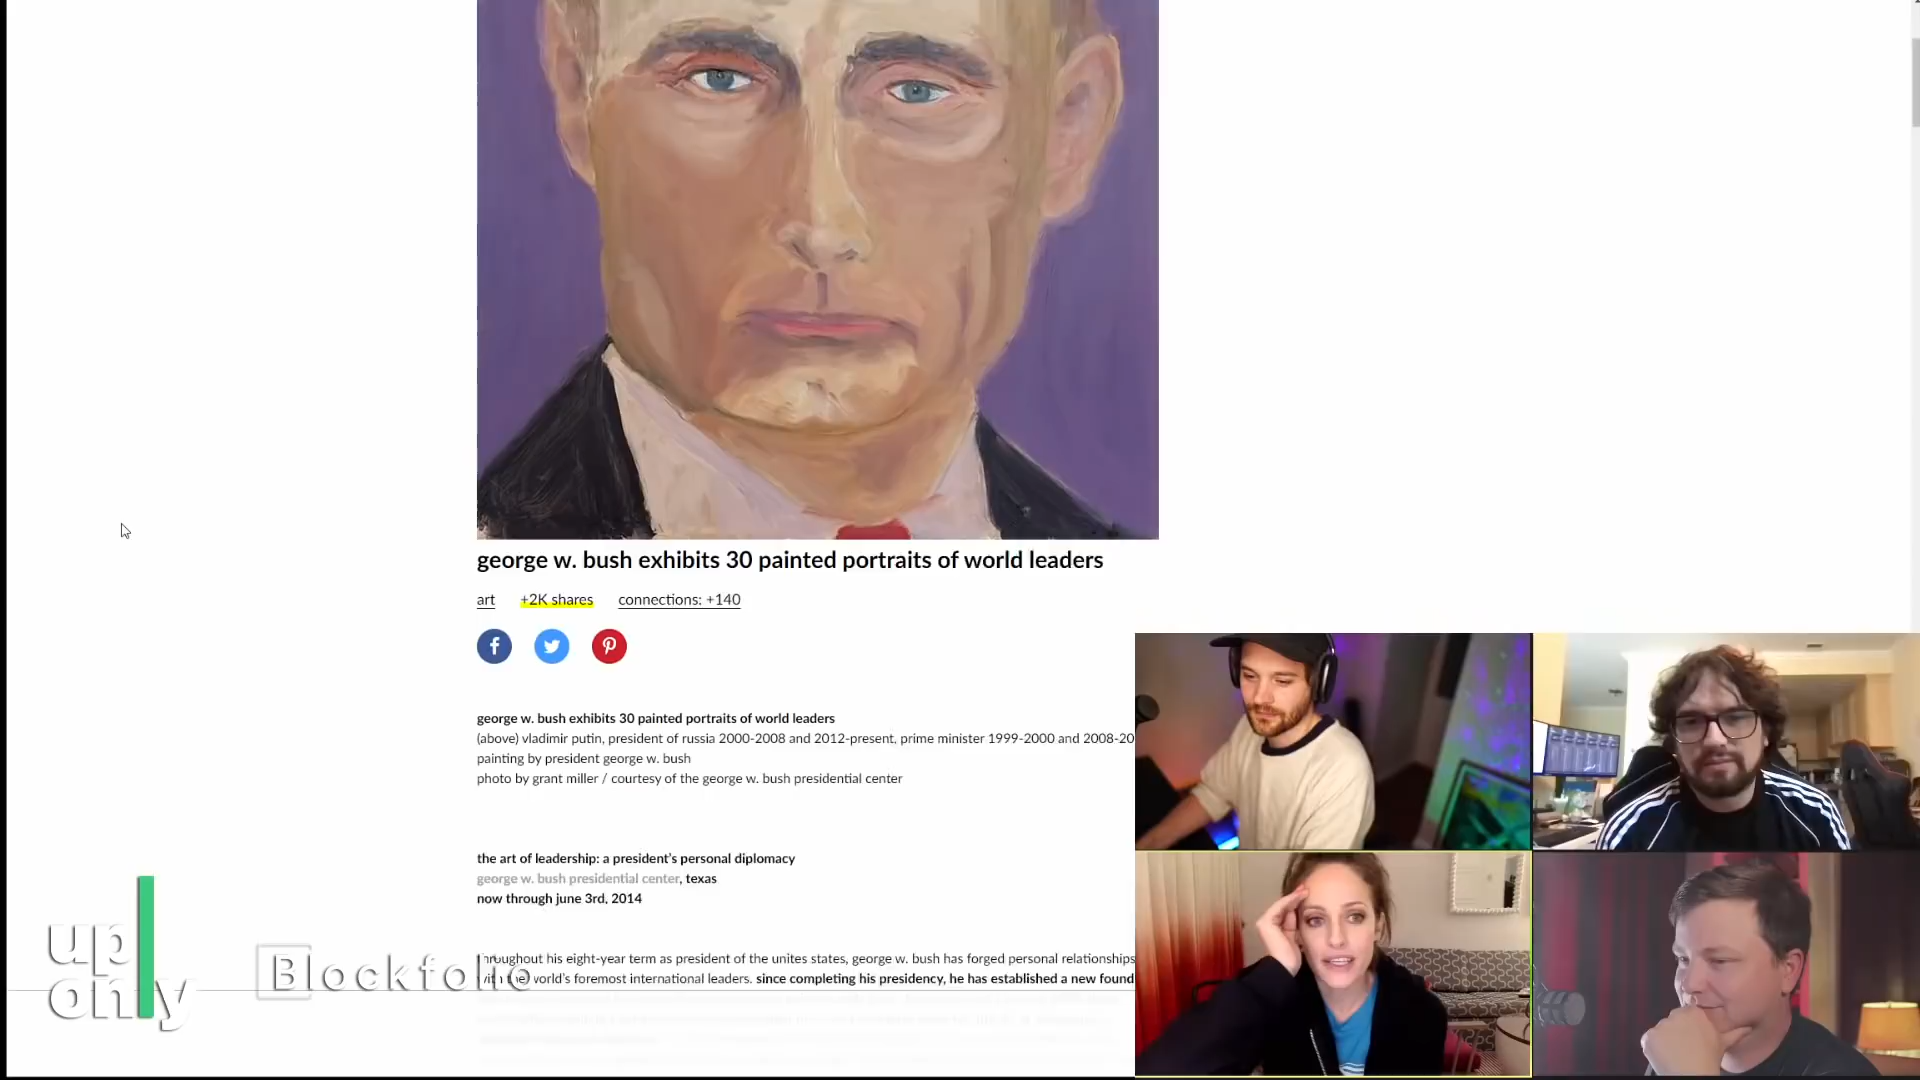 george w. bush exhibits 30 painted portraits of world leaders
art +2K shares connections: +140
george w. bush exhibits 30 painted portraits of world leaders
(above) vladimir putin, president of russia 2000-2008 and 2012-present, prime minister 1999-2000 and 2008-20
painting by president george w. bush
photo by grant miller / courtesy of the george w. bush presidential center
the art of leadership: a president's personal diplomacy
george w. bush presidential center, texas
now through june 3rd, 2014
throughout his eight-year term as president of the unites states, george w. bush has forged personal relationships
with the world's foremost international leaders. since completing his presidency, he has established a new found
up only
Blockfolio